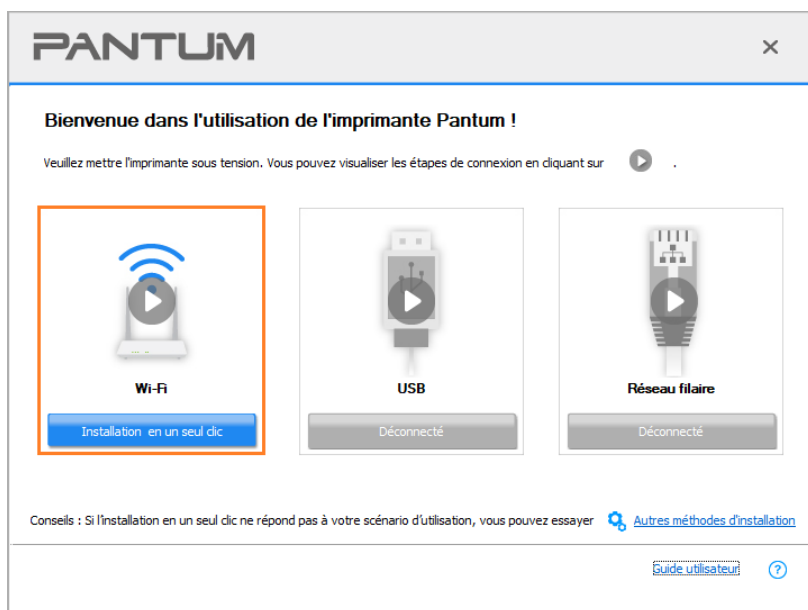 PANTUM
Bienvenue dans l'utilisation de l'imprimante Pantum !
Veuillez mettre l'imprimante sous tension. Vous pouvez visualiser les étapes de connexion en cliquant sur .
Wi-Fi
USB
Réseau filaire
Installation en un seul clic
Déconnecté
Déconnecté
Conseils : Si l'installation en un seul clic ne répond pas à votre scénario d'utilisation, vous pouvez essayer Autres méthodes d'installation
Guide utilisateur ?